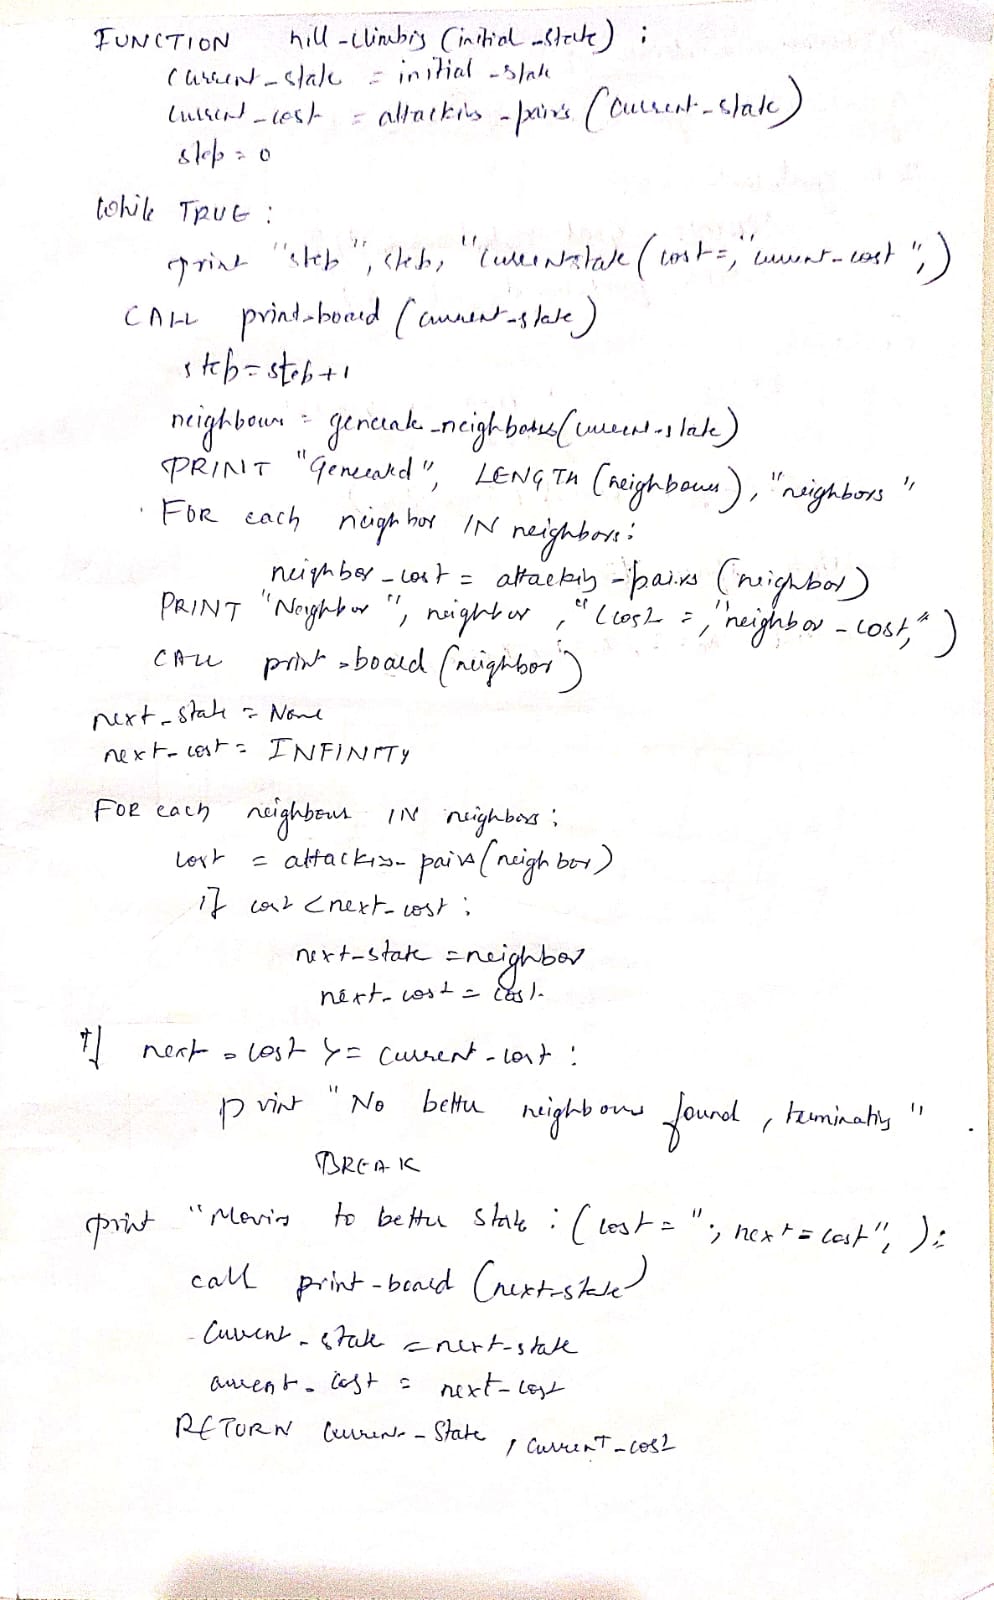 FUNCTION hill-climbing (initial-state) ;
current-state = initial-state
current-cost = attacking-pairs (current-state)
step = 0
while TRUE :
print "step", step, "current state (cost=, "current-cost", )
CALL print-board (current-state)
step = step+1
neighbours = generate-neighbors (current-state)
PRINT "Generated", LENGTH (neighbours), "neighbors"
FOR each neighbor IN neighbors :
neighbor-cost = attacking-pairs (neighbor)
PRINT "Neighbor", neighbor, "(cost =, "neighbor-cost," )
CALL print-board (neighbor)
next-state = None
next-cost = INFINITY
FOR each neighbour IN neighbors ;
cost = attacking-pairs (neighbor)
if cost < next-cost ;
next-state = neighbor
next-cost = cost.
If next-cost >= current-cost :
print "No better neighbours found, terminating".
BREAK
print "Moving to better state : (cost = "; next=cost", );
call print-board (next-state)
current-state = next-state
current-cost = next-cost
RETURN current-state, current-cost